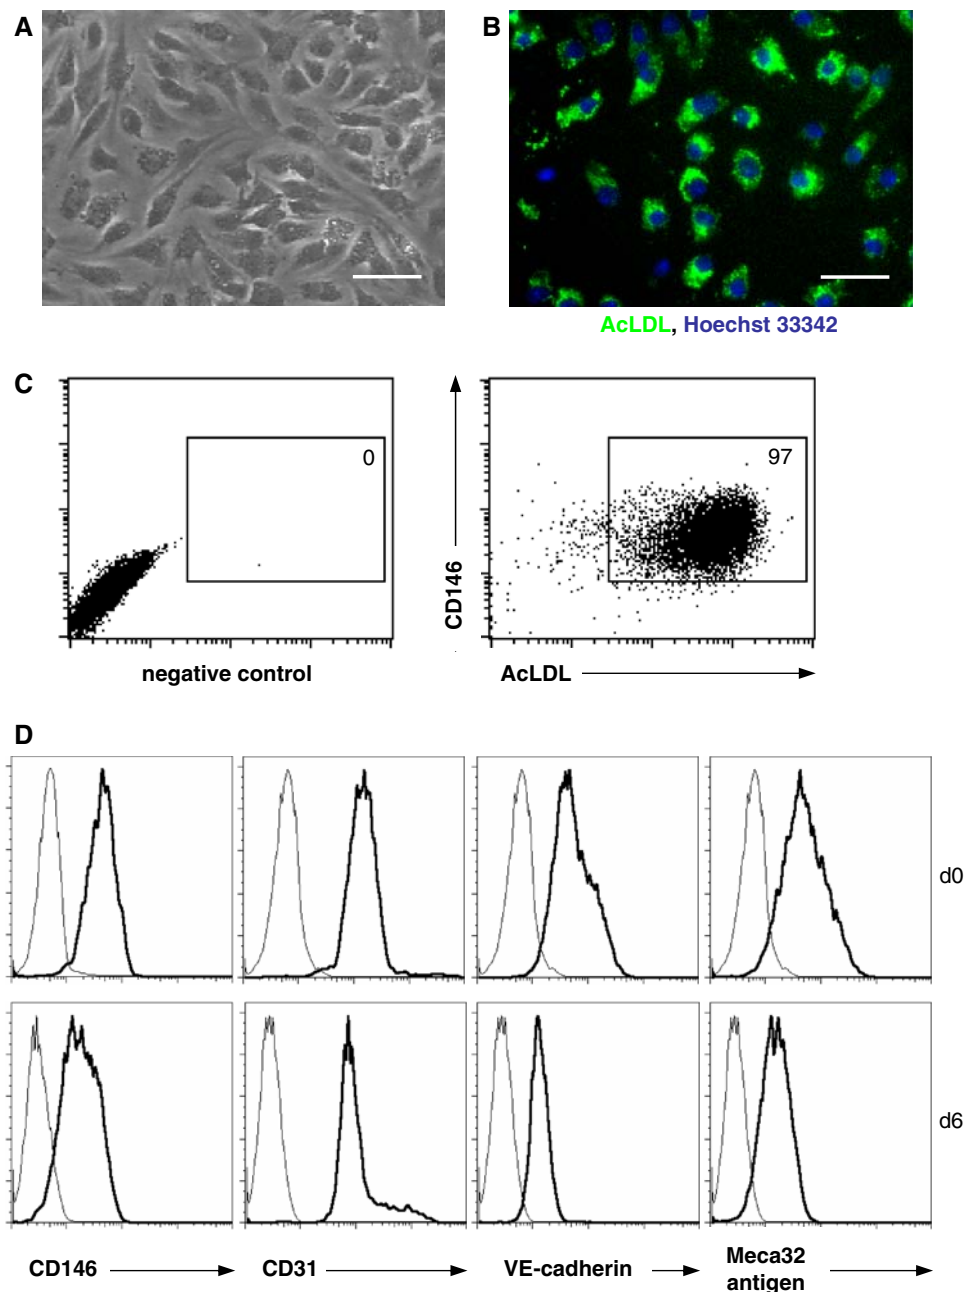 A
B
AcLDL, Hoechst 33342
C
0
97
CD146
negative control
AcLDL
D
d0
d6
CD146
CD31
VE-cadherin
Meca32
antigen